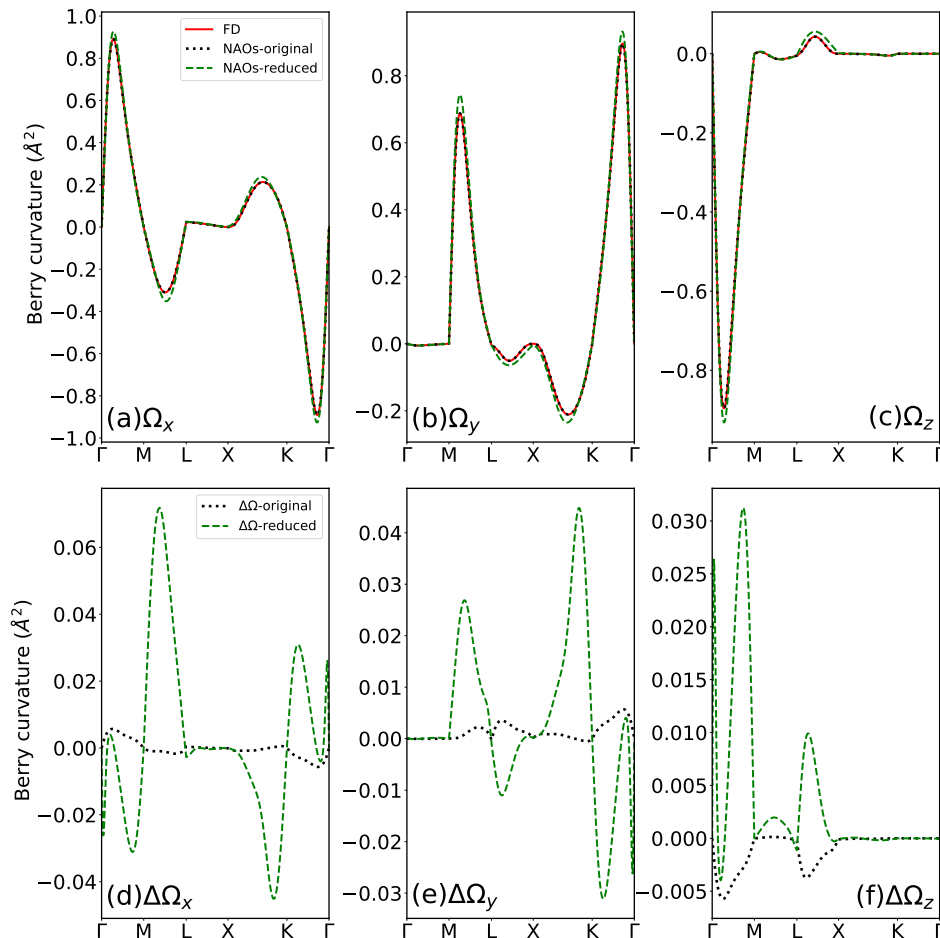 Berry curvature (Å²)
1.0
0.8
0.6
0.4
0.2
0.0
−0.2
−0.4
−0.6
−0.8
−1.0
FD
NAOs-original
NAOs-reduced
(a)Ωx
Γ M L X K Γ
0.8
0.6
0.4
0.2
0.0
−0.2
(b)Ωy
Γ M L X K Γ
0.0
−0.2
−0.4
−0.6
−0.8
(c)Ωz
Γ M L X K Γ
Berry curvature (Å²)
0.06
0.04
0.02
0.00
−0.02
−0.04
ΔΩ-original
ΔΩ-reduced
(d)ΔΩx
Γ M L X K Γ
0.04
0.03
0.02
0.01
0.00
−0.01
−0.02
−0.03
(e)ΔΩy
Γ M L X K Γ
0.030
0.025
0.020
0.015
0.010
0.005
0.000
−0.005
(f)ΔΩz
Γ M L X K Γ